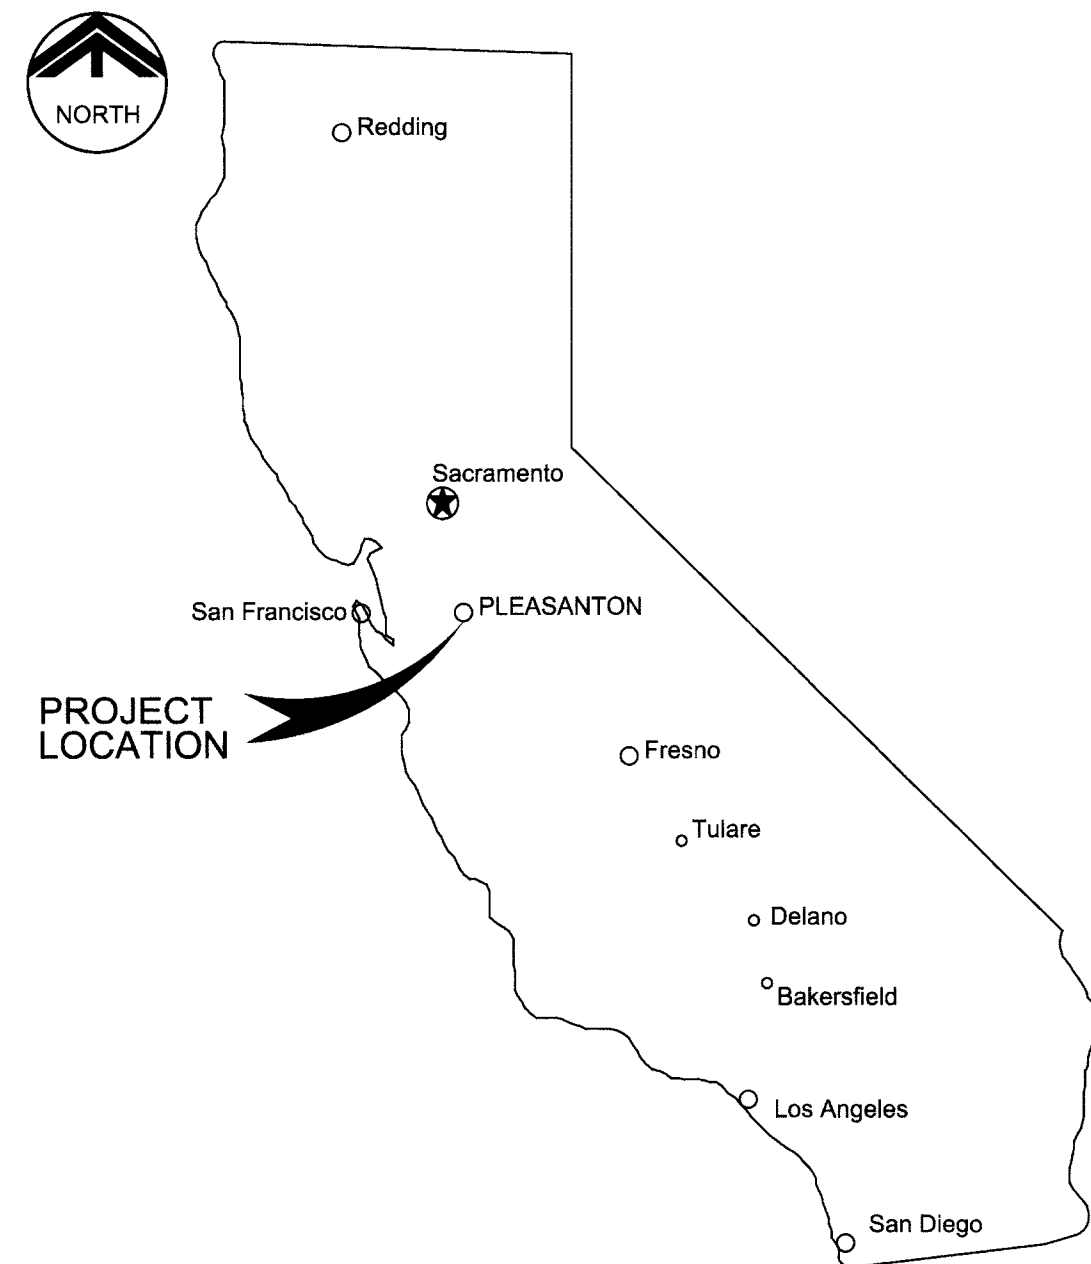 NORTH
Redding
Sacramento
San Francisco
PLEASANTON
PROJECT
LOCATION
Fresno
Tulare
Delano
Bakersfield
Los Angeles
San Diego